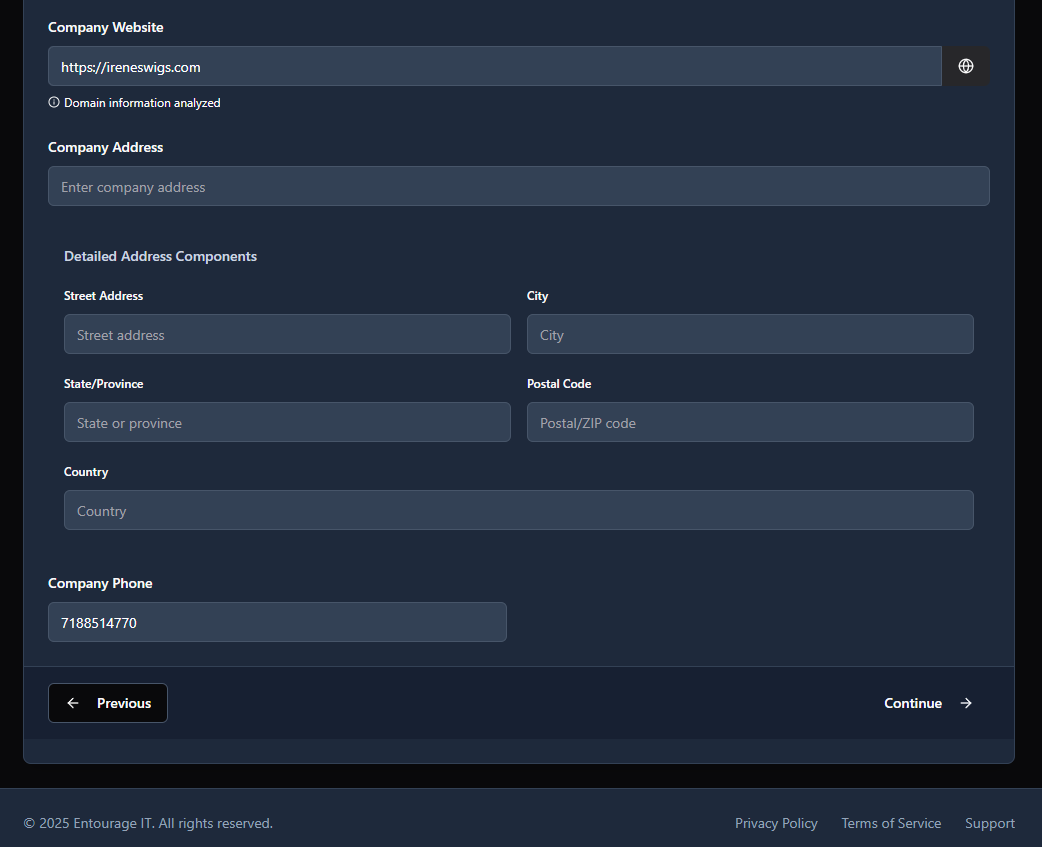 Company Website
https://ireneswigs.com
Domain information analyzed
Company Address
Enter company address
Detailed Address Components
Street Address
City
Street address
City
State/Province
Postal Code
State or province
Postal/ZIP code
Country
Country
Company Phone
7188514770
Previous
Continue
© 2025 Entourage IT. All rights reserved.
Privacy Policy
Terms of Service
Support